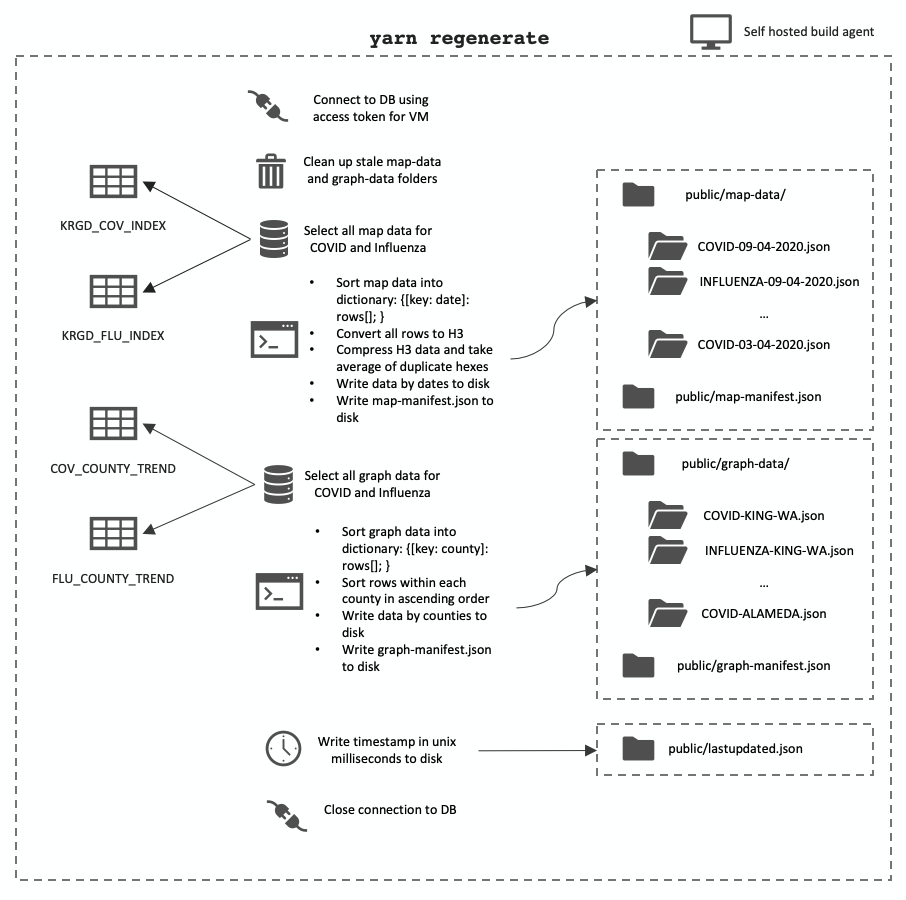 yarn regenerate
Self hosted build agent
Connect to DB using
access token for VM
Clean up stale map-data
and graph-data folders
KRGD_COV_INDEX
KRGD_FLU_INDEX
Select all map data for
COVID and Influenza
• Sort map data into
dictionary: {[key: date]:
rows[]; }
• Convert all rows to H3
• Compress H3 data and take
average of duplicate hexes
• Write data by dates to disk
• Write map-manifest.json to
disk
public/map-data/
COVID-09-04-2020.json
INFLUENZA-09-04-2020.json
...
COVID-03-04-2020.json
public/map-manifest.json
COV_COUNTY_TREND
FLU_COUNTY_TREND
Select all graph data for
COVID and Influenza
• Sort graph data into
dictionary: {[key: county]:
rows[]; }
• Sort rows within each
county in ascending order
• Write data by counties to
disk
• Write graph-manifest.json
to disk
public/graph-data/
COVID-KING-WA.json
INFLUENZA-KING-WA.json
...
COVID-ALAMEDA.json
public/graph-manifest.json
Write timestamp in unix
milliseconds to disk
public/lastupdated.json
Close connection to DB